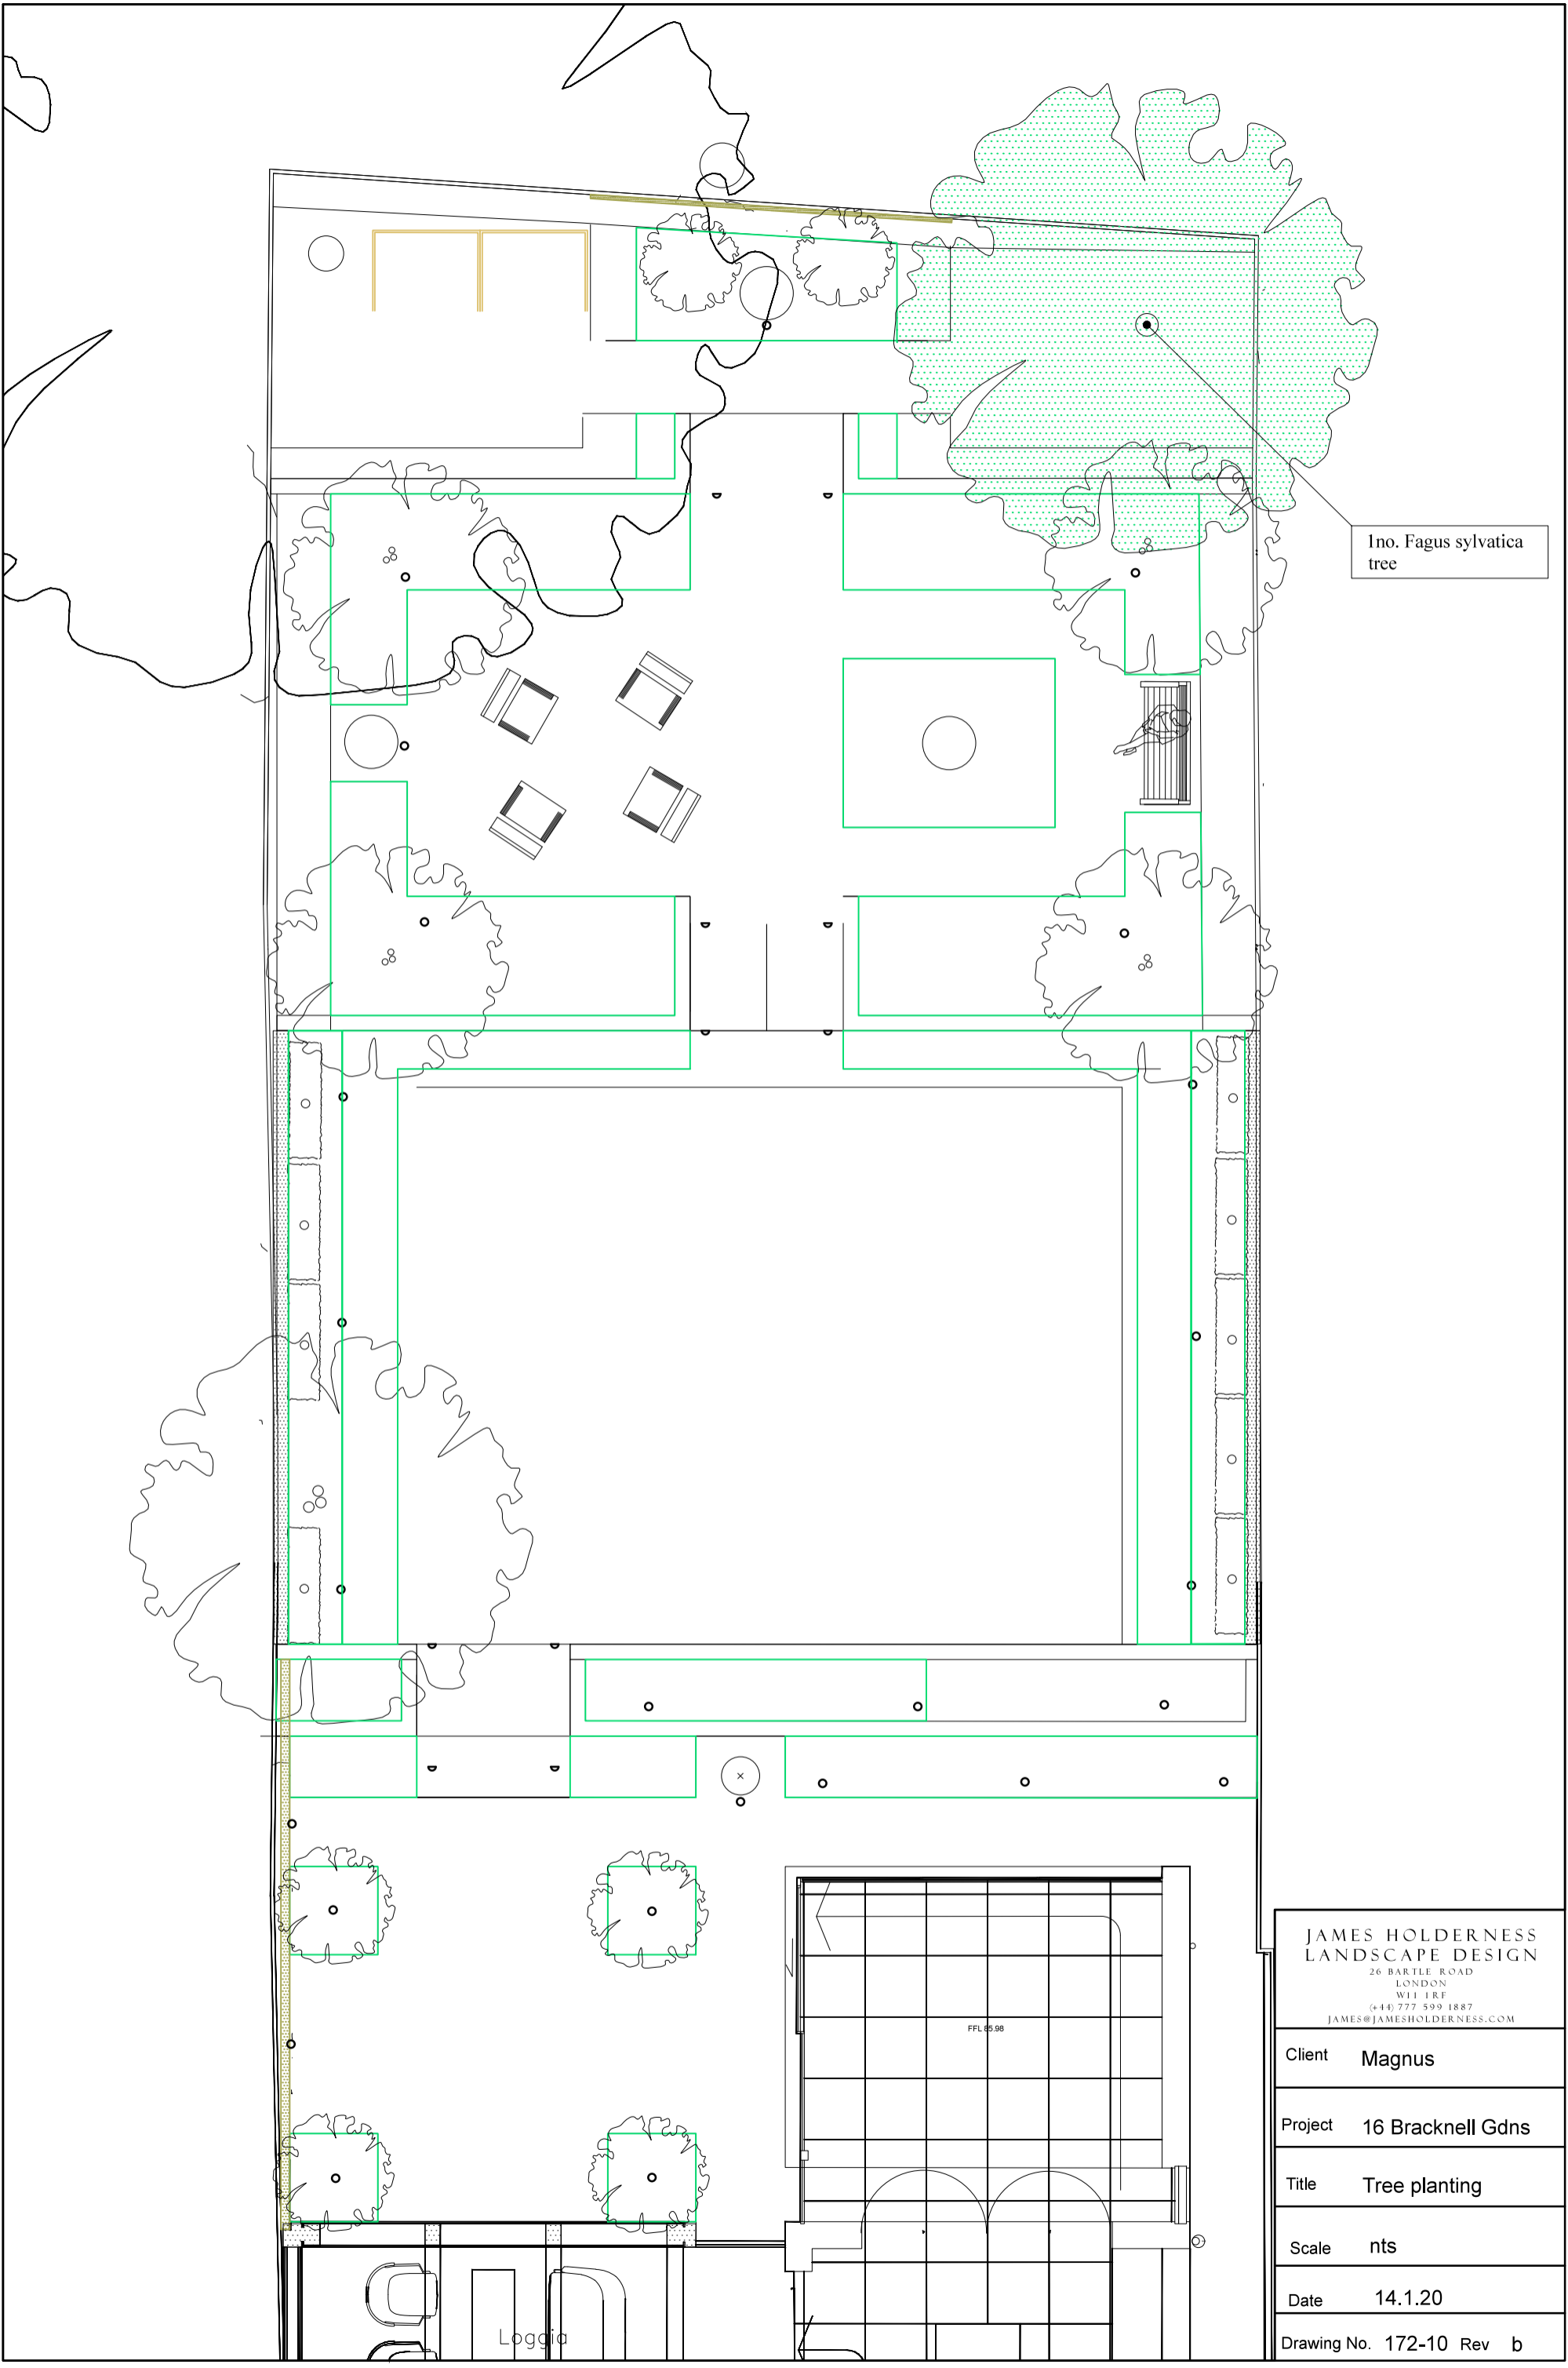 1no. Fagus sylvatica
tree
FFL 85.98
Loggia
JAMES HOLDERNESS
LANDSCAPE DESIGN
26 BARTLE ROAD
LONDON
W11 1RF
(+44) 777 599 1887
JAMES@JAMESHOLDERNESS.COM
Client Magnus
Project 16 Bracknell Gdns
Title Tree planting
Scale nts
Date 14.1.20
Drawing No. 172-10 Rev b